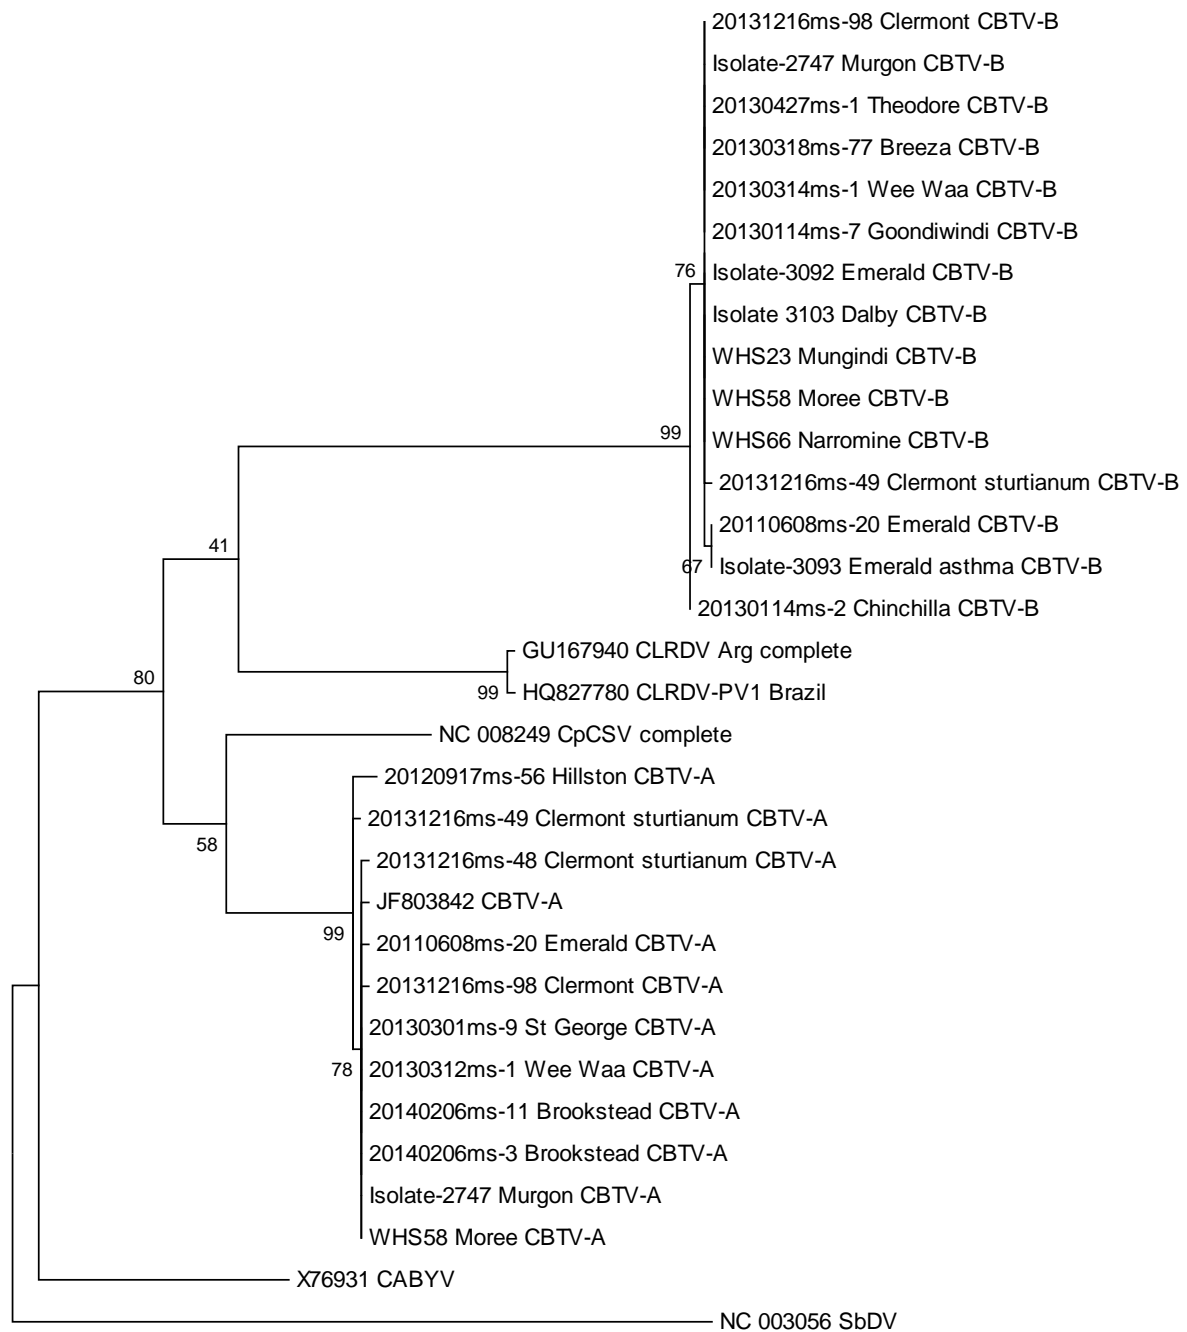 20131216ms-98 Clermont CBTV-B
Isolate-2747 Murgon CBTV-B
20130427ms-1 Theodore CBTV-B
20130318ms-77 Breeza CBTV-B
20130314ms-1 Wee Waa CBTV-B
20130114ms-7 Goondiwindi CBTV-B
76
Isolate-3092 Emerald CBTV-B
Isolate 3103 Dalby CBTV-B
WHS23 Mungindi CBTV-B
WHS58 Moree CBTV-B
99
WHS66 Narromine CBTV-B
20131216ms-49 Clermont sturtianum CBTV-B
20110608ms-20 Emerald CBTV-B
41
67
Isolate-3093 Emerald asthma CBTV-B
20130114ms-2 Chinchilla CBTV-B
GU167940 CLRDV Arg complete
80
99
HQ827780 CLRDV-PV1 Brazil
NC 008249 CpCSV complete
20120917ms-56 Hillston CBTV-A
20131216ms-49 Clermont sturtianum CBTV-A
58
20131216ms-48 Clermont sturtianum CBTV-A
JF803842 CBTV-A
99
20110608ms-20 Emerald CBTV-A
20131216ms-98 Clermont CBTV-A
20130301ms-9 St George CBTV-A
78
20130312ms-1 Wee Waa CBTV-A
20140206ms-11 Brookstead CBTV-A
20140206ms-3 Brookstead CBTV-A
Isolate-2747 Murgon CBTV-A
WHS58 Moree CBTV-A
X76931 CABYV
NC 003056 SbDV